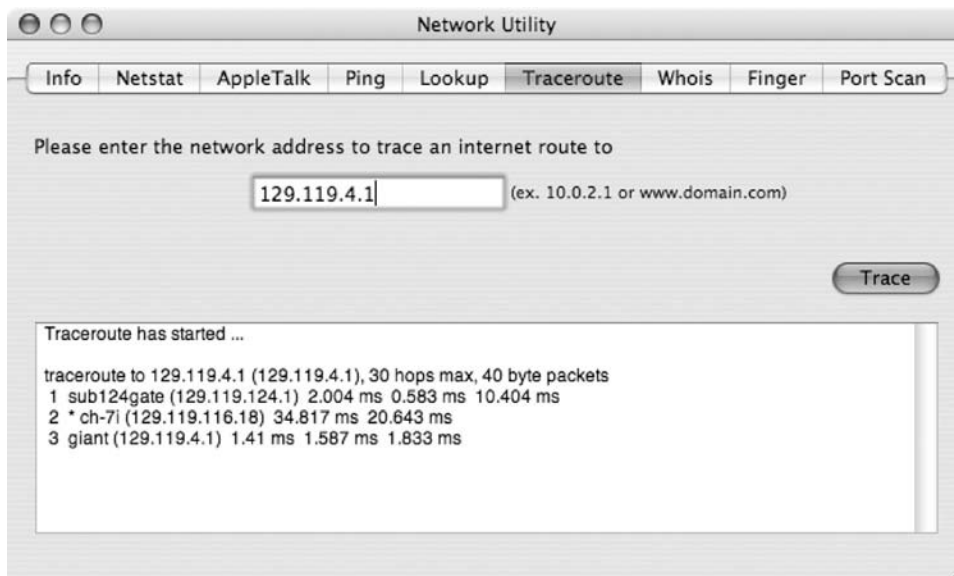 Network Utility
Info Netstat AppleTalk Ping Lookup Traceroute Whois Finger Port Scan
Please enter the network address to trace an internet route to
129.119.4.1 (ex. 10.0.2.1 or www.domain.com)
Trace
Traceroute has started ...
traceroute to 129.119.4.1 (129.119.4.1), 30 hops max, 40 byte packets
1 sub124gate (129.119.124.1) 2.004 ms 0.583 ms 10.404 ms
2 * ch-7i (129.119.116.18) 34.817 ms 20.643 ms
3 giant (129.119.4.1) 1.41 ms 1.587 ms 1.833 ms